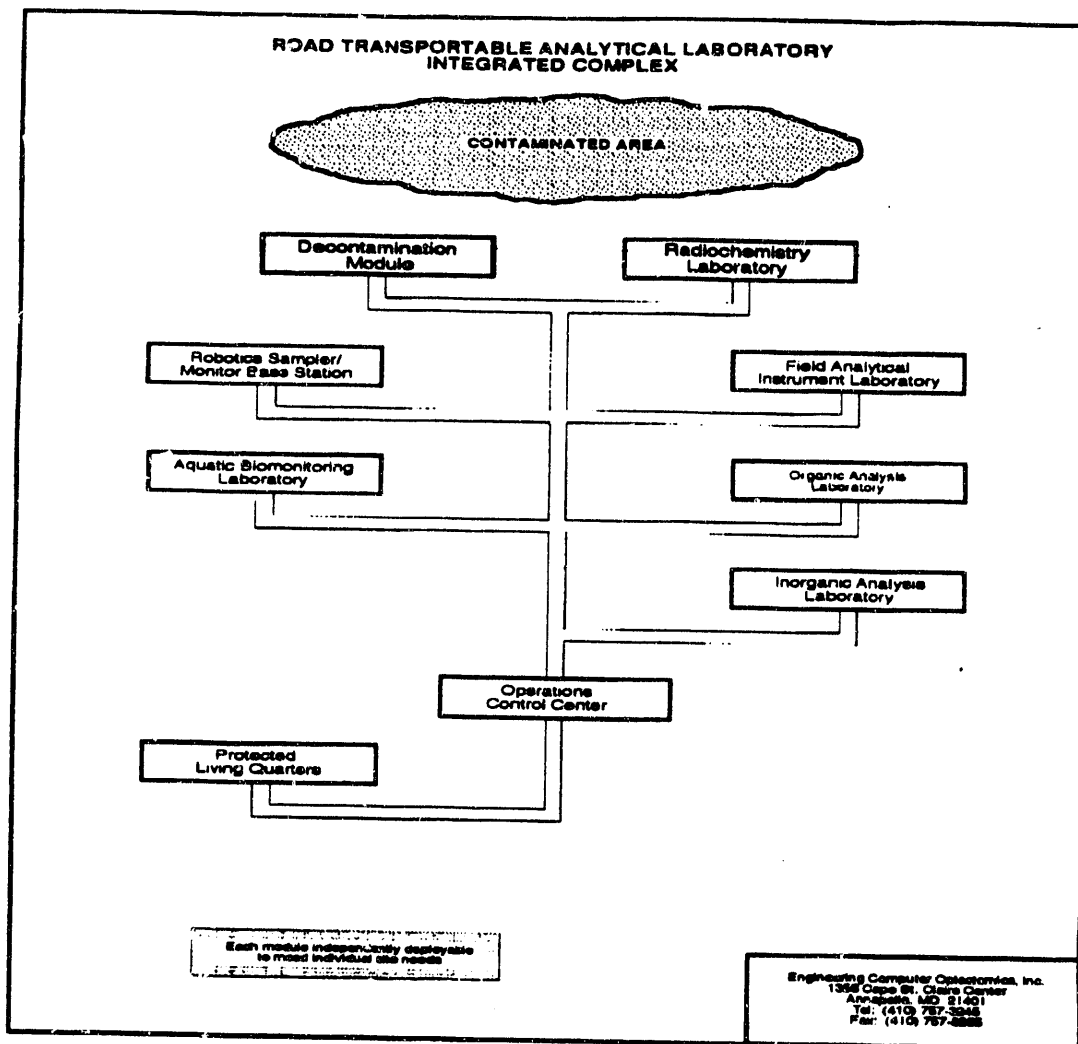 ROAD TRANSPORTABLE ANALYTICAL LABORATORY
INTEGRATED COMPLEX
CONTAMINATED AREA
Decontamination
Module
Radiochemistry
Laboratory
Robotics Sampler/
Monitor Base Station
Field Analytical
Instrument Laboratory
Aquatic Biomonitoring
Laboratory
Organic Analysis
Laboratory
Inorganic Analysis
Laboratory
Operations
Control Center
Protected
Living Quarters
Each module independently deployable
to meet individual site needs
Engineering Computer Optecnomics, Inc.
Cape St. Claire Center
Annapolis, MD 21401
Tel: (410)
Fax: (410)